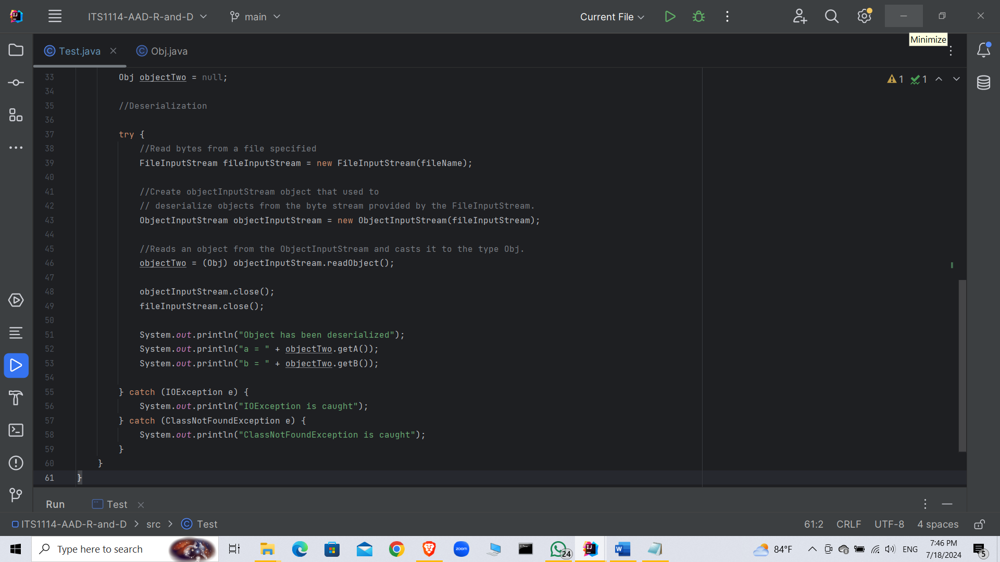 ITS1114-AAD-R-and-D main Current File
Minimize
Test.java Obj.java
33 Obj objectTwo = null; 1 1
34
35 //Deserialization
36
37 try {
38 //Read bytes from a file specified
39 FileInputStream fileInputStream = new FileInputStream(fileName);
40
41 //Create objectInputStream object that used to
42 // deserialize objects from the byte stream provided by the FileInputStream.
43 ObjectInputStream objectInputStream = new ObjectInputStream(fileInputStream);
44
45 //Reads an object from the ObjectInputStream and casts it to the type Obj.
46 objectTwo = (Obj) objectInputStream.readObject();
47
48 objectInputStream.close();
49 fileInputStream.close();
50
51 System.out.println("Object has been deserialized");
52 System.out.println("a = " + objectTwo.getA());
53 System.out.println("b = " + objectTwo.getB());
54
55 } catch (IOException e) {
56 System.out.println("IOException is caught");
57 } catch (ClassNotFoundException e) {
58 System.out.println("ClassNotFoundException is caught");
59 }
60 }
61 }
Run Test
ITS1114-AAD-R-and-D > src > Test 61:2 CRLF UTF-8 4 spaces
Type here to search zoom 24 84°F ENG 7:46 PM 5
7/18/2024